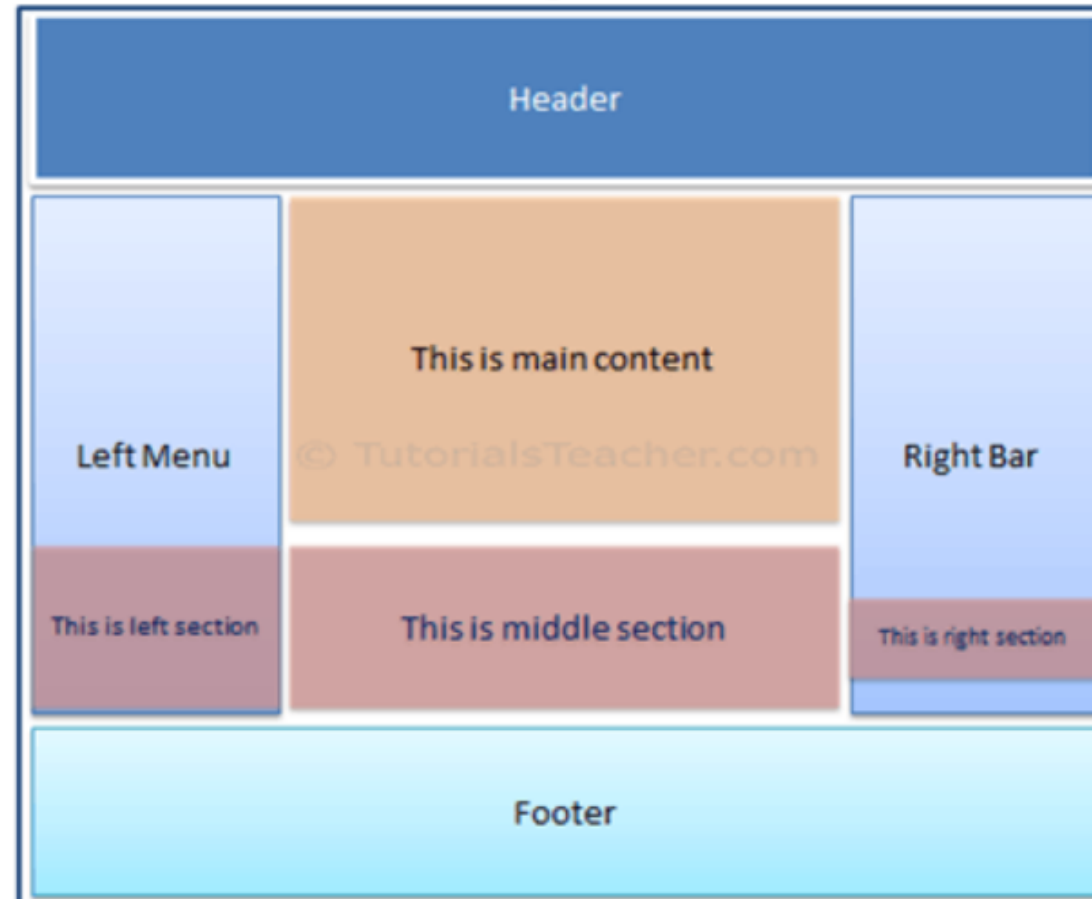 Header
This is main content
Left Menu
© TutorialsTeacher.com
Right Bar
This is left section
This is middle section
This is right section
Footer